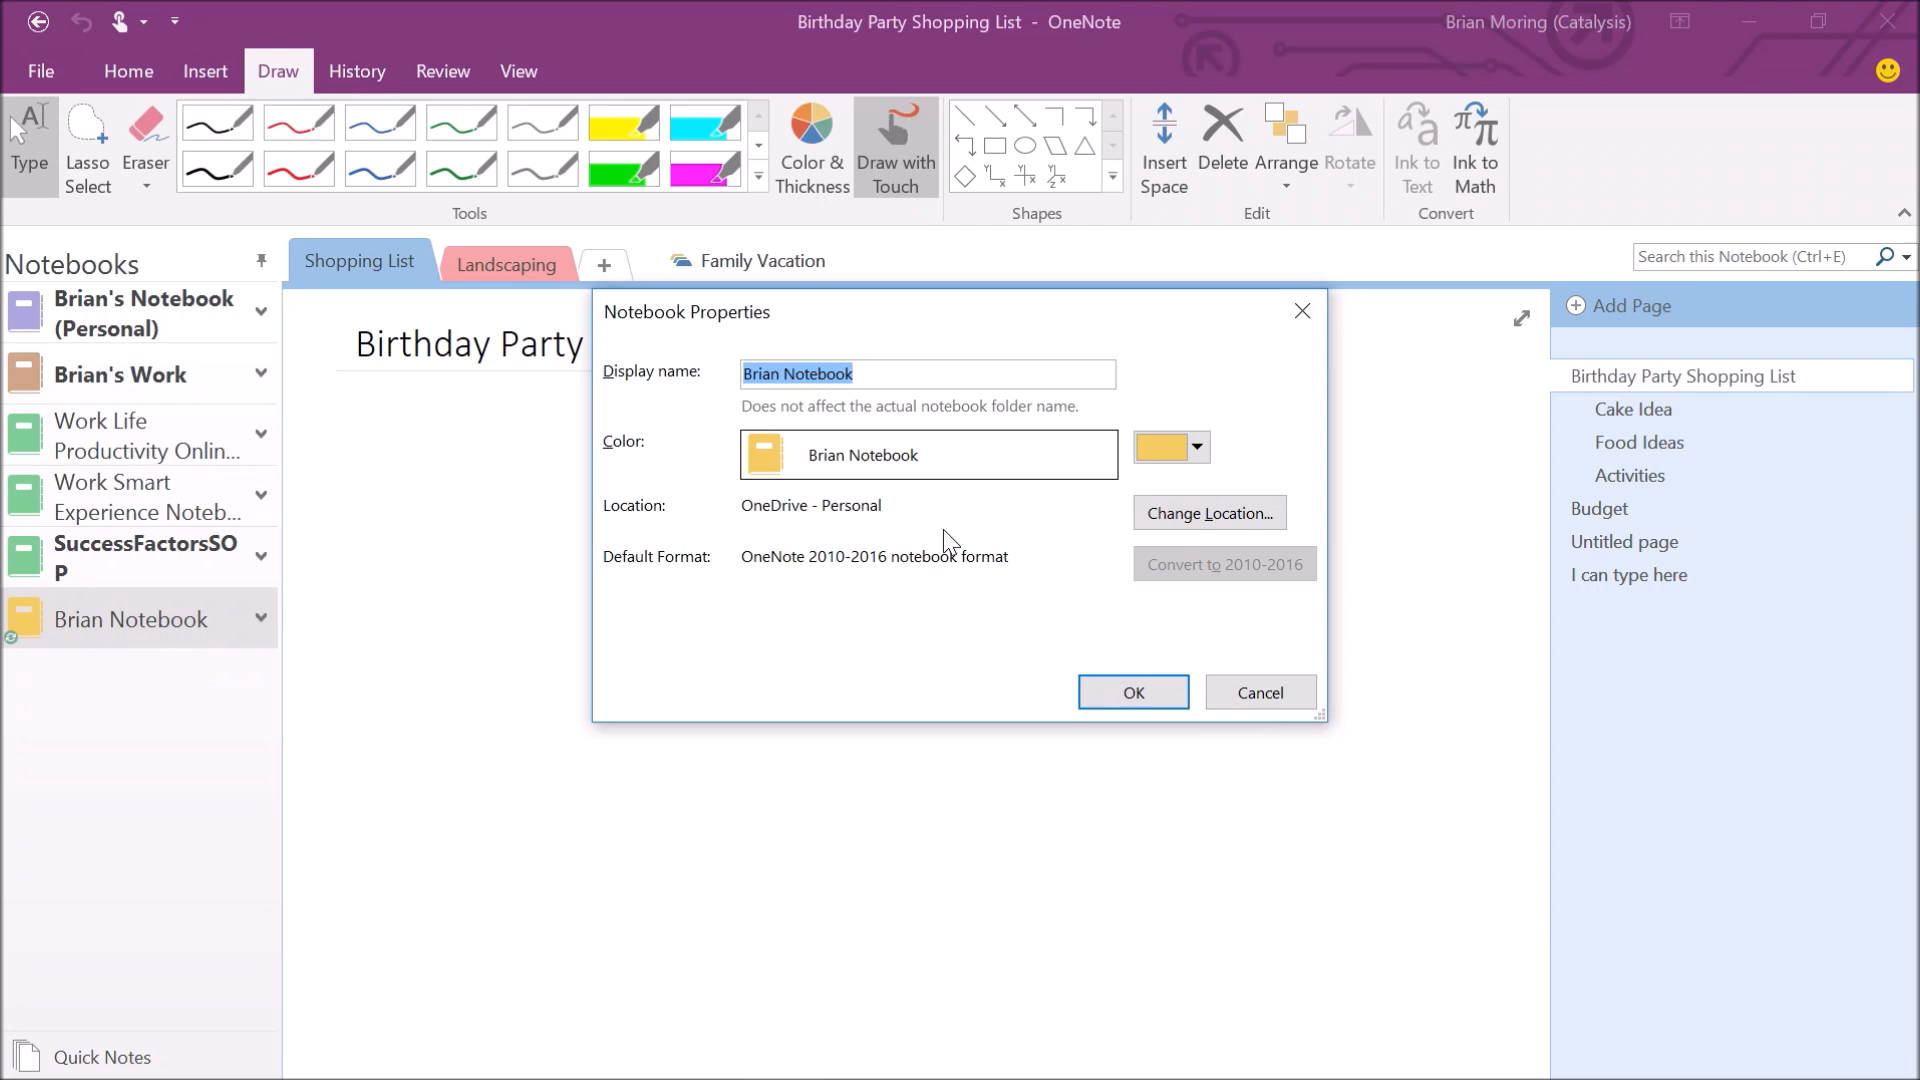 Birthday Party Shopping List - OneNote
Brian Moring (Catalysis)
File Home Insert Draw History Review View
Type
Lasso
Select
Eraser
Color &
Thickness
Draw with
Touch
Insert
Space
Delete
Arrange
Rotate
Ink to
Text
Ink to
Math
Tools
Shapes
Edit
Convert
Notebooks
Shopping List
Landscaping
Family Vacation
Search this Notebook (Ctrl+E)
Brian's Notebook
(Personal)
Brian's Work
Work Life
Productivity Onlin...
Work Smart
Experience Noteb...
SuccessFactorsSO
P
Brian Notebook
Quick Notes
Birthday Party
Notebook Properties
Display name:
Brian Notebook
Does not affect the actual notebook folder name.
Color:
Brian Notebook
Location:
OneDrive - Personal
Change Location...
Default Format:
OneNote 2010-2016 notebook format
Convert to 2010-2016
OK
Cancel
Add Page
Birthday Party Shopping List
Cake Idea
Food Ideas
Activities
Budget
Untitled page
I can type here